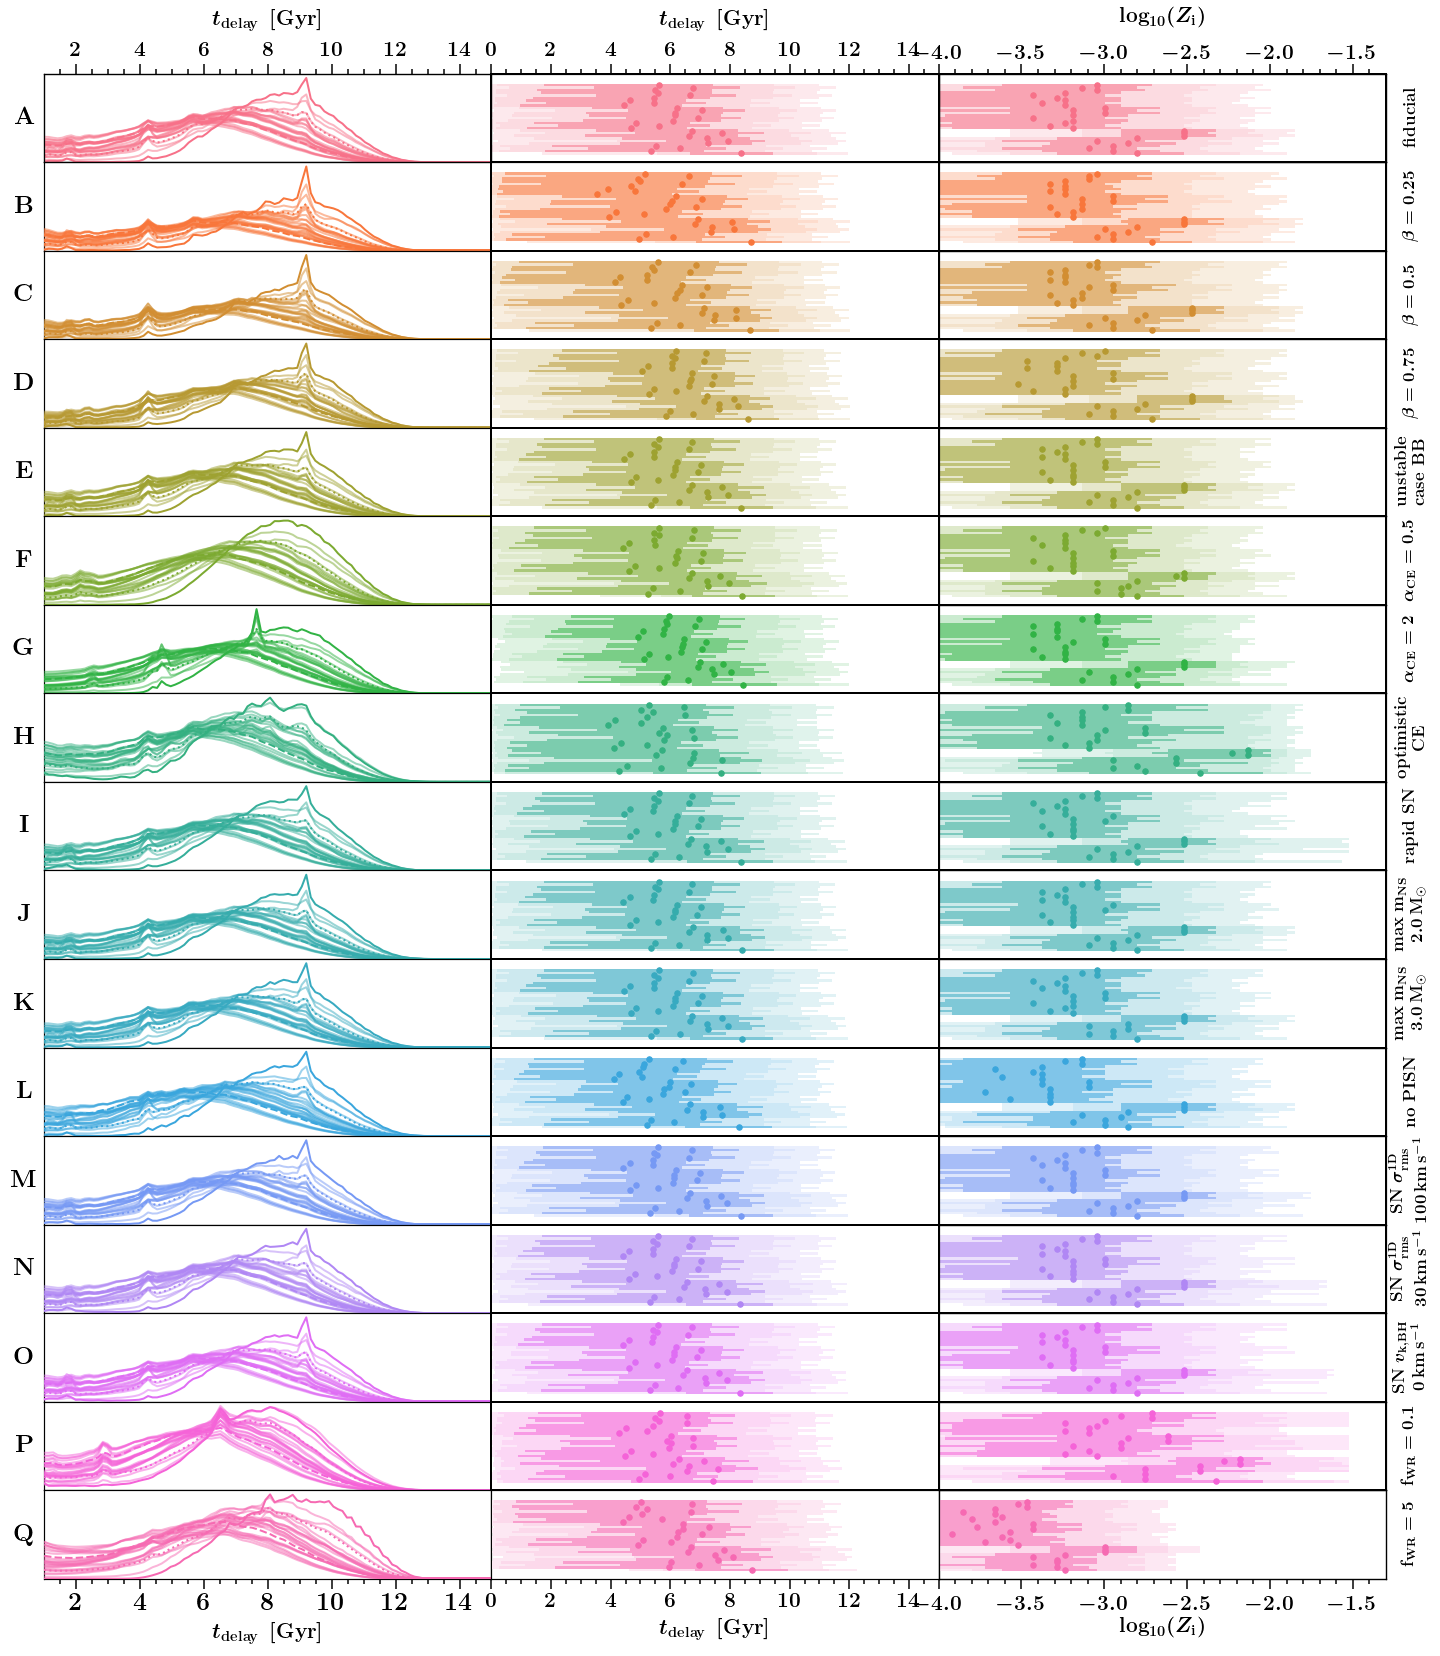 t_delay [Gyr] t_delay [Gyr] log₁₀(Z_i)
2 4 6 8 10 12 14 0 2 4 6 8 10 12 14 −4.0 −3.5 −3.0 −2.5 −2.0 −1.5
A fiducial
B β = 0.25
C β = 0.5
D β = 0.75
E unstable
case BB
F α_CE = 0.5
G α_CE = 2
H optimistic
CE
I rapid SN
J max m_NS
2.0 M_⊙
K max m_NS
3.0 M_⊙
L no PISN
M SN σ^1D_rms
100 km s⁻¹
N SN σ^1D_rms
30 km s⁻¹
O SN v_k,BH
0 km s⁻¹
P f_WR = 0.1
Q f_WR = 5
2 4 6 8 10 12 14 0 2 4 6 8 10 12 14 −4.0 −3.5 −3.0 −2.5 −2.0 −1.5
t_delay [Gyr] t_delay [Gyr] log₁₀(Z_i)